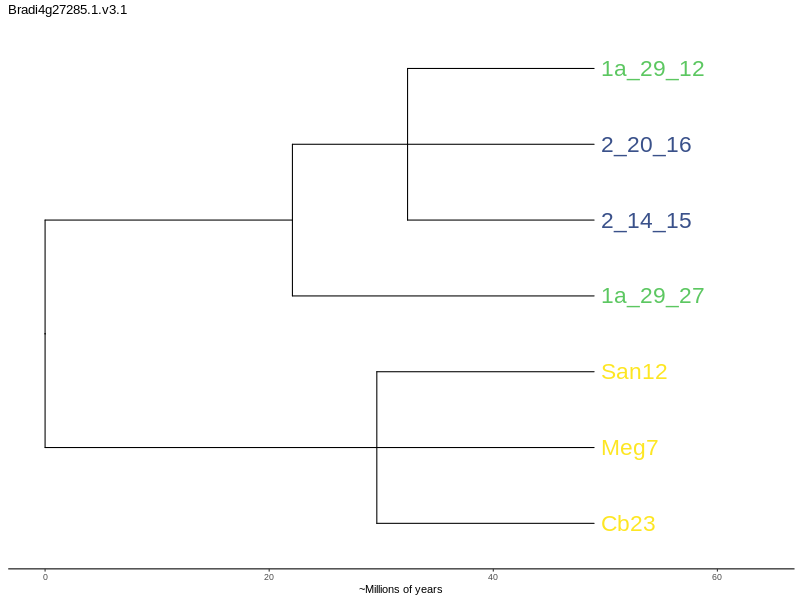 Bradi4g27285.1.v3.1
1a_29_12
2_20_16
2_14_15
1a_29_27
San12
Meg7
Cb23
0 20 40 60
~Millions of years